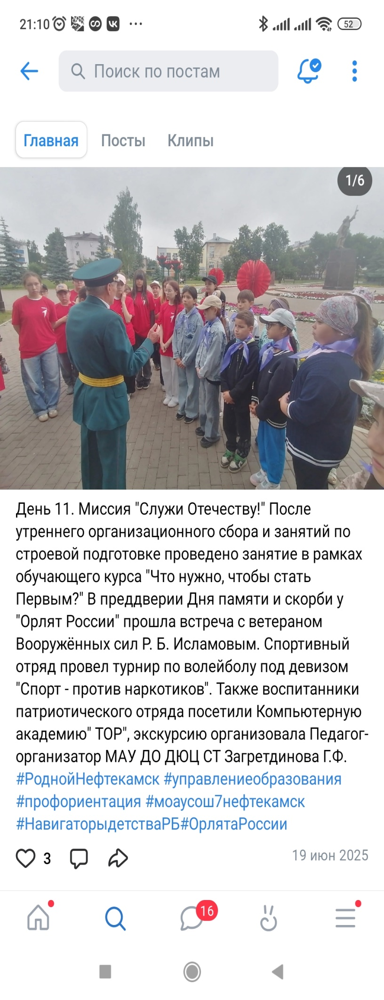 21:10
52
Поиск по постам
Главная Посты Клипы
1/6
День 11. Миссия "Служи Отечеству!" После
утреннего организационного сбора и занятий по
строевой подготовке проведено занятие в рамках
обучающего курса "Что нужно, чтобы стать
Первым?" В преддверии Дня памяти и скорби у
"Орлят России" прошла встреча с ветераном
Вооружённых сил Р. Б. Исламовым. Спортивный
отряд провел турнир по волейболу под девизом
"Спорт - против наркотиков". Также воспитанники
патриотического отряда посетили Компьютерную
академию" ТОР", экскурсию организовала Педагог-
организатор МАУ ДО ДЮЦ СТ Загретдинова Г.Ф.
#РоднойНефтекамск #управлениеобразования
#профориентация #моаусош7нефтекамск
#НавигаторыдетстваРБ#ОрлятаРоссии
3
19 июн 2025
16